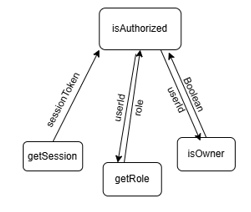 isAuthorized
sessionToken
userId
role
Boolean
userId
getSession
getRole
isOwner